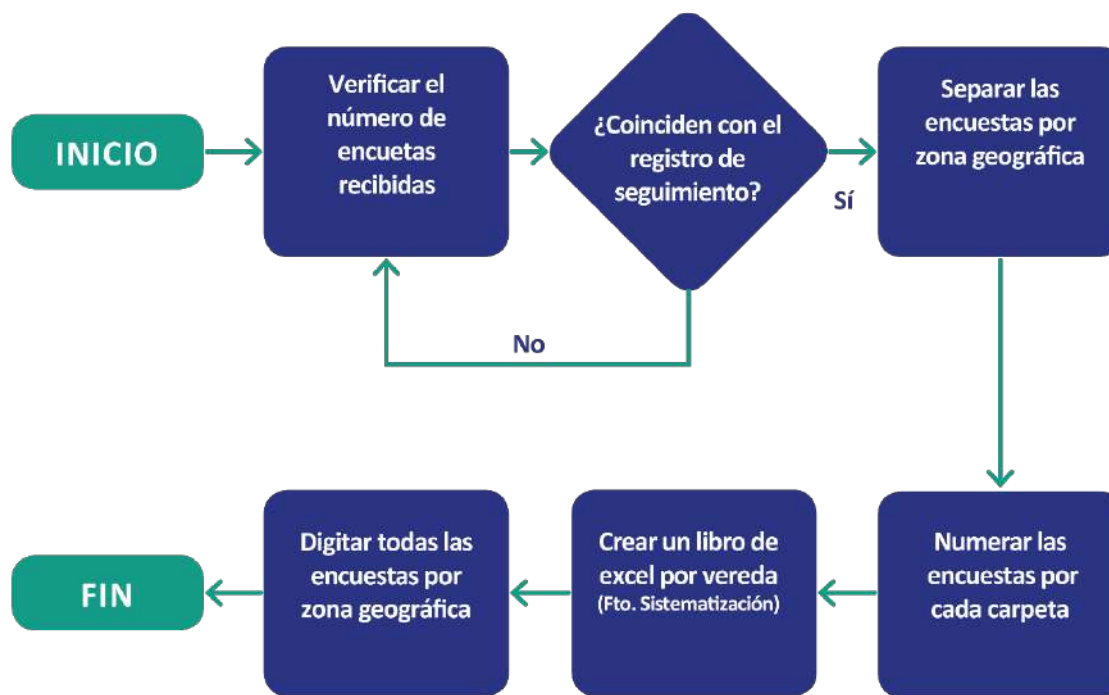 INICIO
Verificar el
número de
encuetas
recibidas
¿Coinciden con el
registro de
seguimiento?
Sí
No
Separar las
encuestas por
zona geográfica
Numerar las
encuestas por
cada carpeta
Crear un libro de
excel por vereda
(Fto. Sistematización)
Digitar todas las
encuestas por
zona geográfica
FIN